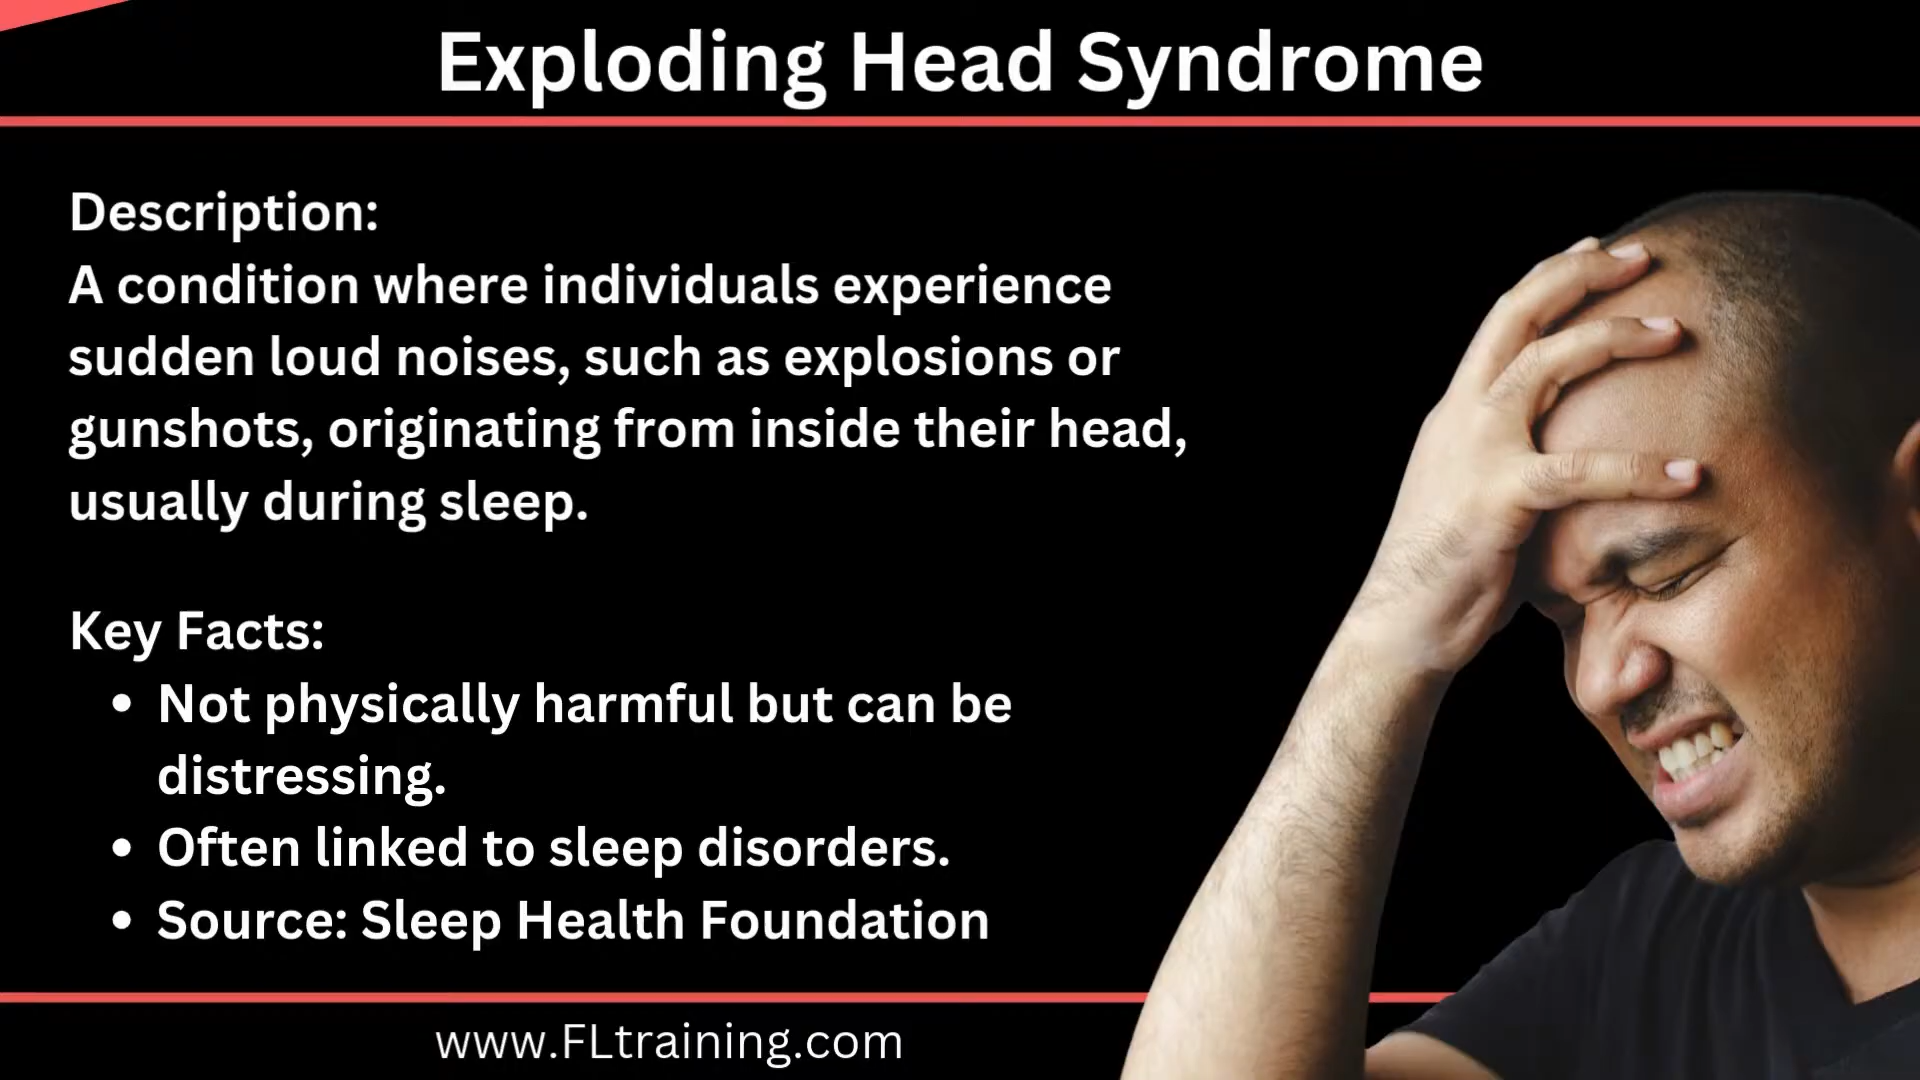 Exploding Head Syndrome
Description:
A condition where individuals experience
sudden loud noises, such as explosions or
gunshots, originating from inside their head,
usually during sleep.
Key Facts:
• Not physically harmful but can be
distressing.
• Often linked to sleep disorders.
• Source: Sleep Health Foundation
www.FLtraining.com